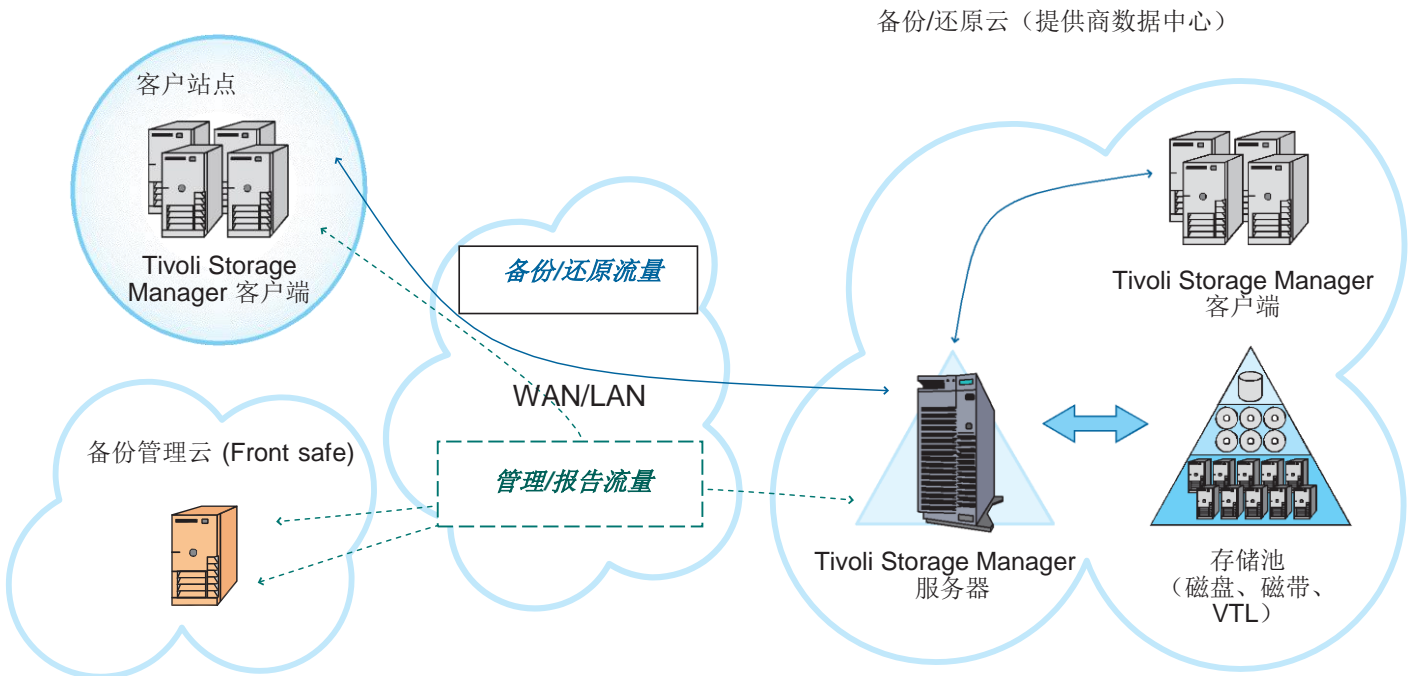 备份/还原云（提供商数据中心）
客户站点
Tivoli Storage
Manager 客户端
备份/还原流量
WAN/LAN
备份管理云 (Front safe)
管理/报告流量
Tivoli Storage Manager
客户端
Tivoli Storage Manager
服务器
存储池
（磁盘、磁带、
VTL）